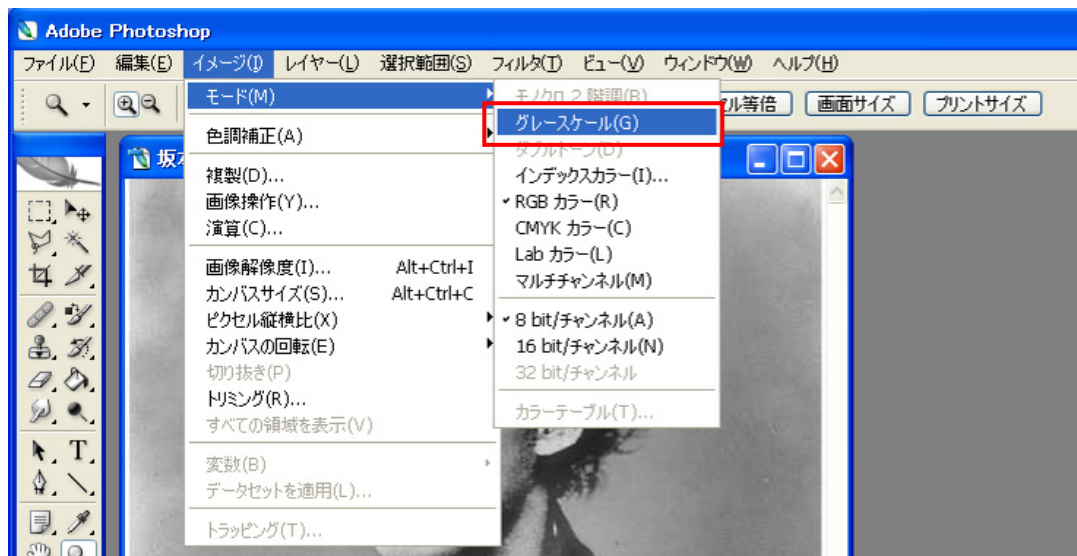 Adobe Photoshop
ファイル(F) 編集(E) イメージ(I) レイヤー(L) 選択範囲(S) フィルタ(T) ビュー(V) ウィンドウ(W) ヘルプ(H)
ル等倍 画面サイズ プリントサイズ
モード(M)
色調補正(A)
複製(D)...
画像操作(Y)...
演算(C)...
画像解像度(I)... Alt+Ctrl+I
カンバスサイズ(S)... Alt+Ctrl+C
ピクセル縦横比(X)
カンバスの回転(E)
切り抜き(P)
トリミング(R)...
すべての領域を表示(V)
変数(B)
データセットを適用(L)...
トラッピング(T)...
モノクロ 2 階調(B)
グレースケール(G)
ダブルトーン(D)
インデックスカラー(I)...
RGB カラー(R)
CMYK カラー(C)
Lab カラー(L)
マルチチャンネル(M)
8 bit/チャンネル(A)
16 bit/チャンネル(N)
32 bit/チャンネル
カラーテーブル(T)...
坂
T